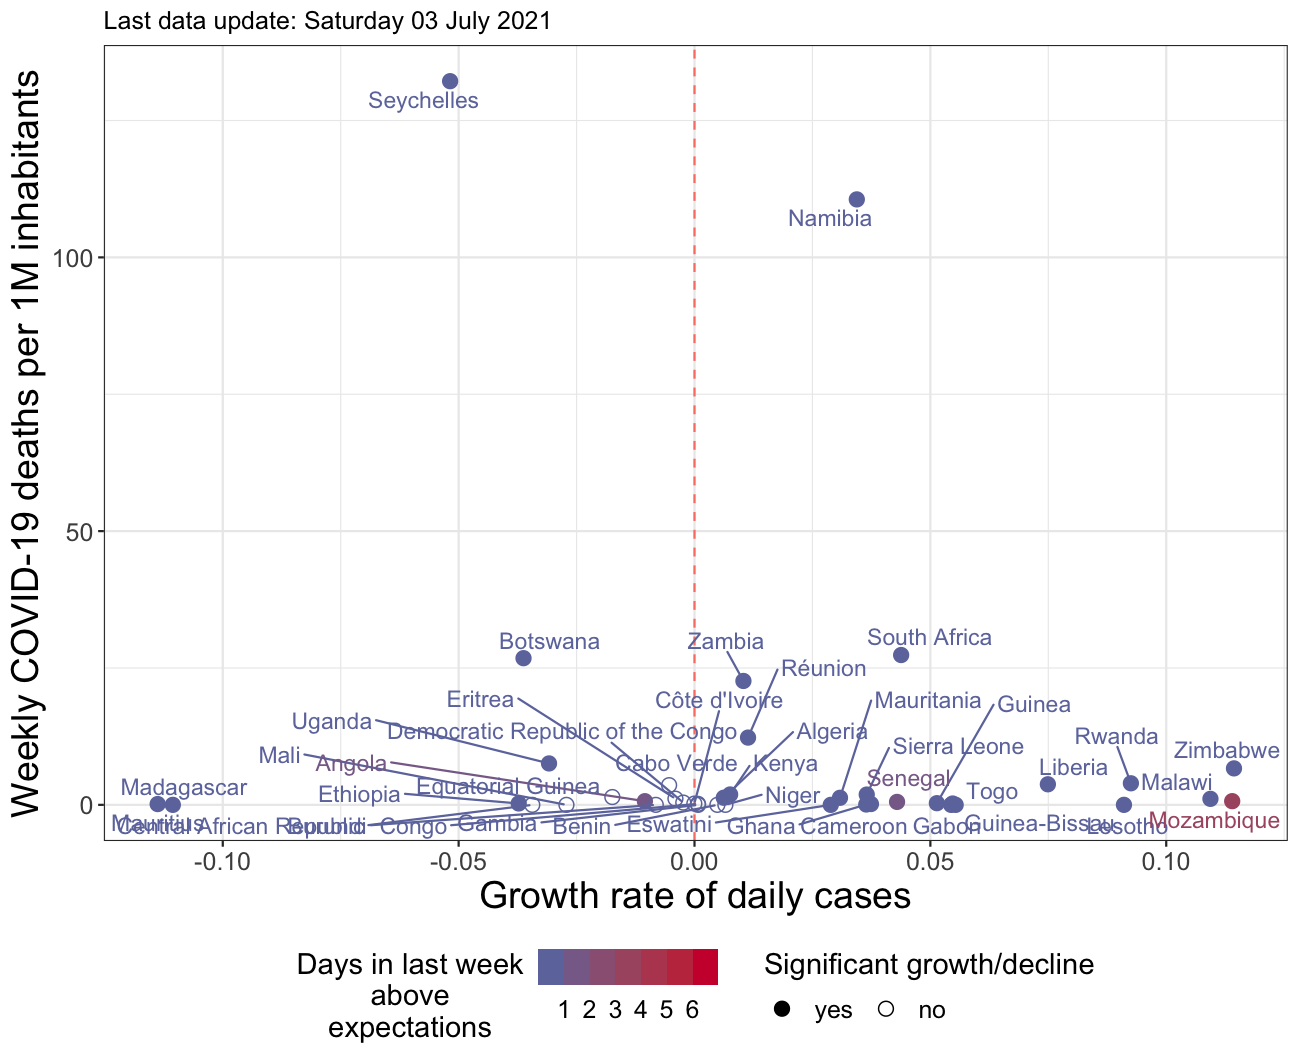 Last data update: Saturday 03 July 2021
Weekly COVID-19 deaths per 1M inhabitants
100
50
0
Seychelles
Namibia
Botswana
Zambia
South Africa
Réunion
Eritrea
Côte d'Ivoire
Mauritania
Guinea
Uganda
Democratic Republic of the Congo
Algeria
Rwanda
Mali
Sierra Leone
Zimbabwe
Angola
Cabo Verde
Kenya
Senegal
Liberia
Madagascar
Equatorial Guinea
Ethiopia
Niger
Togo
Malawi
Mauritius
Central African Republic
Burundi
Congo
Gambia
Benin
Eswatini
Ghana
Cameroon
Gabon
Guinea-Bissau
Lesotho
Mozambique
-0.10
-0.05
0.00
0.05
0.10
Growth rate of daily cases
Days in last week
above
expectations
1 2 3 4 5 6
Significant growth/decline
yes
no